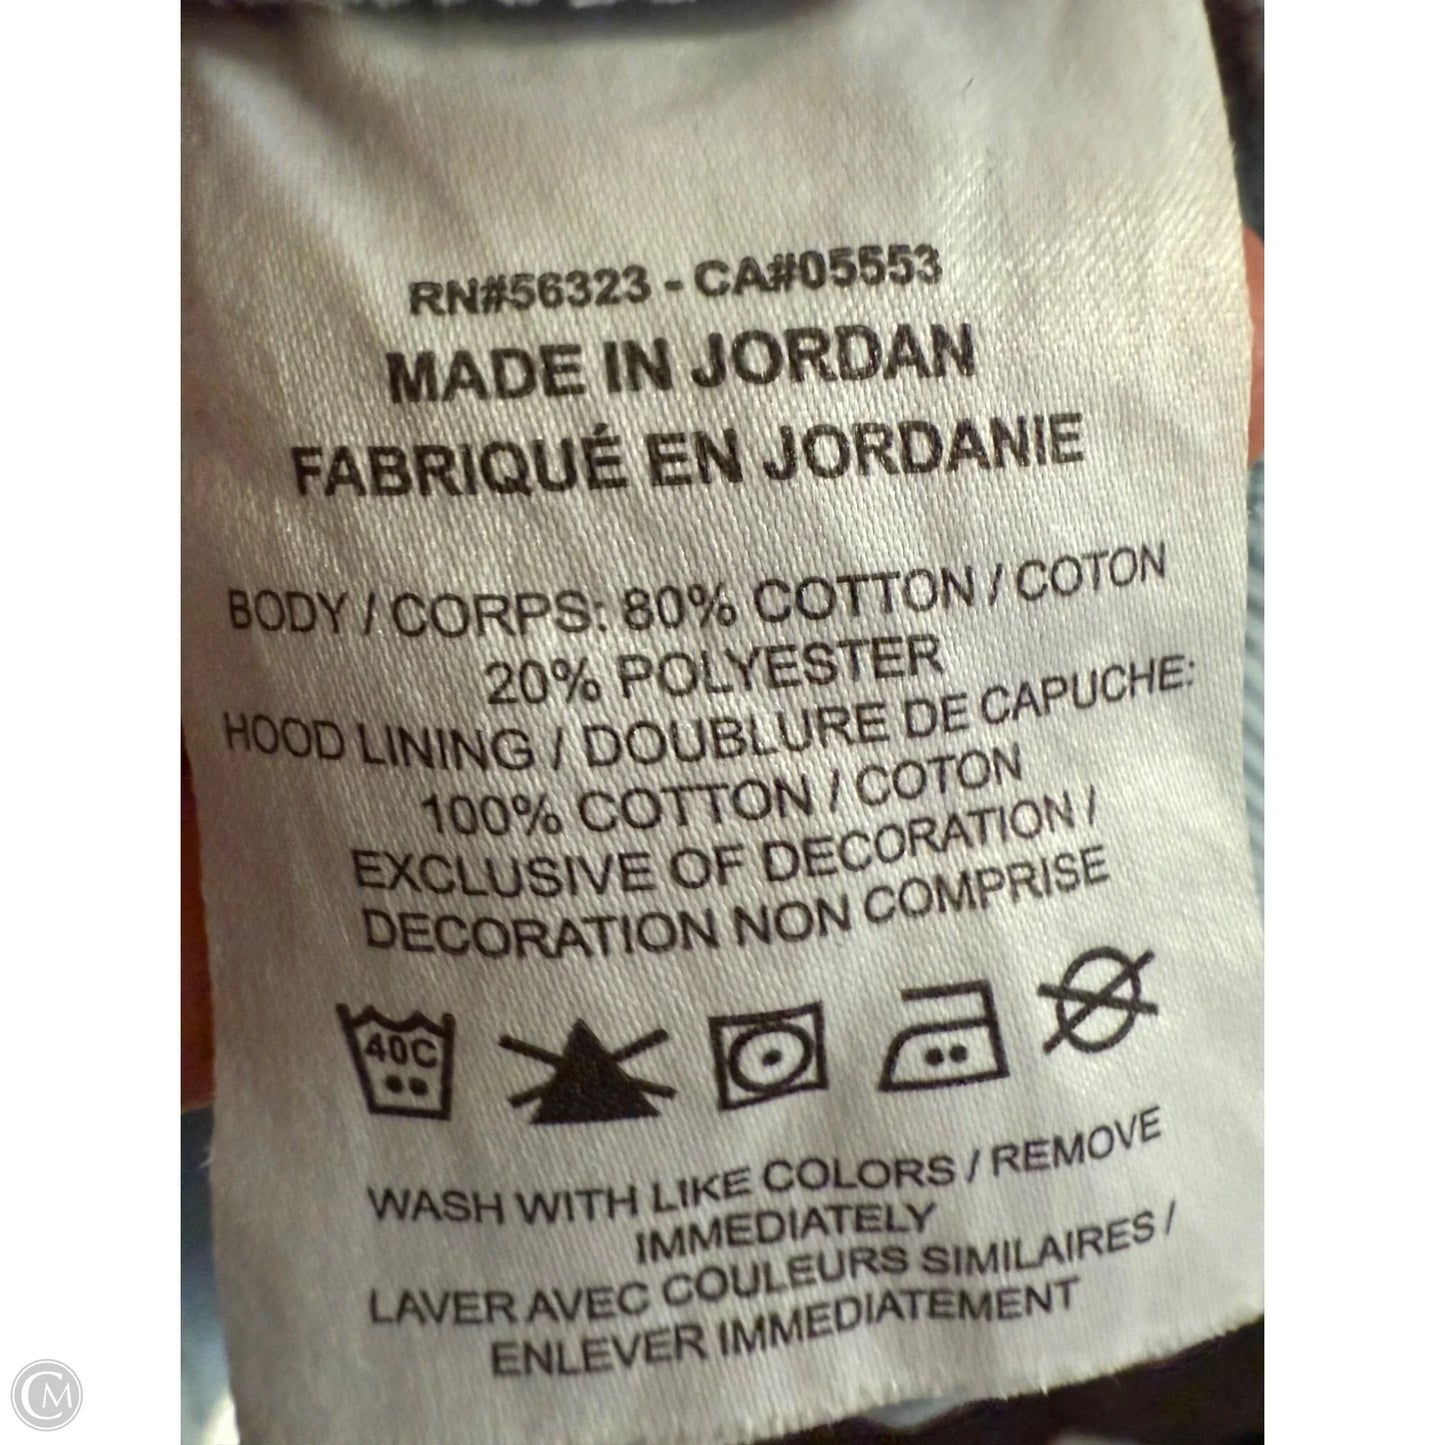 RN#56323 - CA#05553
MADE IN JORDAN
FABRIQUÉ EN JORDANIE
BODY / CORPS: 80% COTTON / COTON
20% POLYESTER
HOOD LINING / DOUBLURE DE CAPUCHE:
100% COTTON / COTON
EXCLUSIVE OF DECORATION /
DECORATION NON COMPRISE
40C
WASH WITH LIKE COLORS / REMOVE
IMMEDIATELY
LAVER AVEC COULEURS SIMILAIRES /
ENLEVER IMMEDIATEMENT
CM